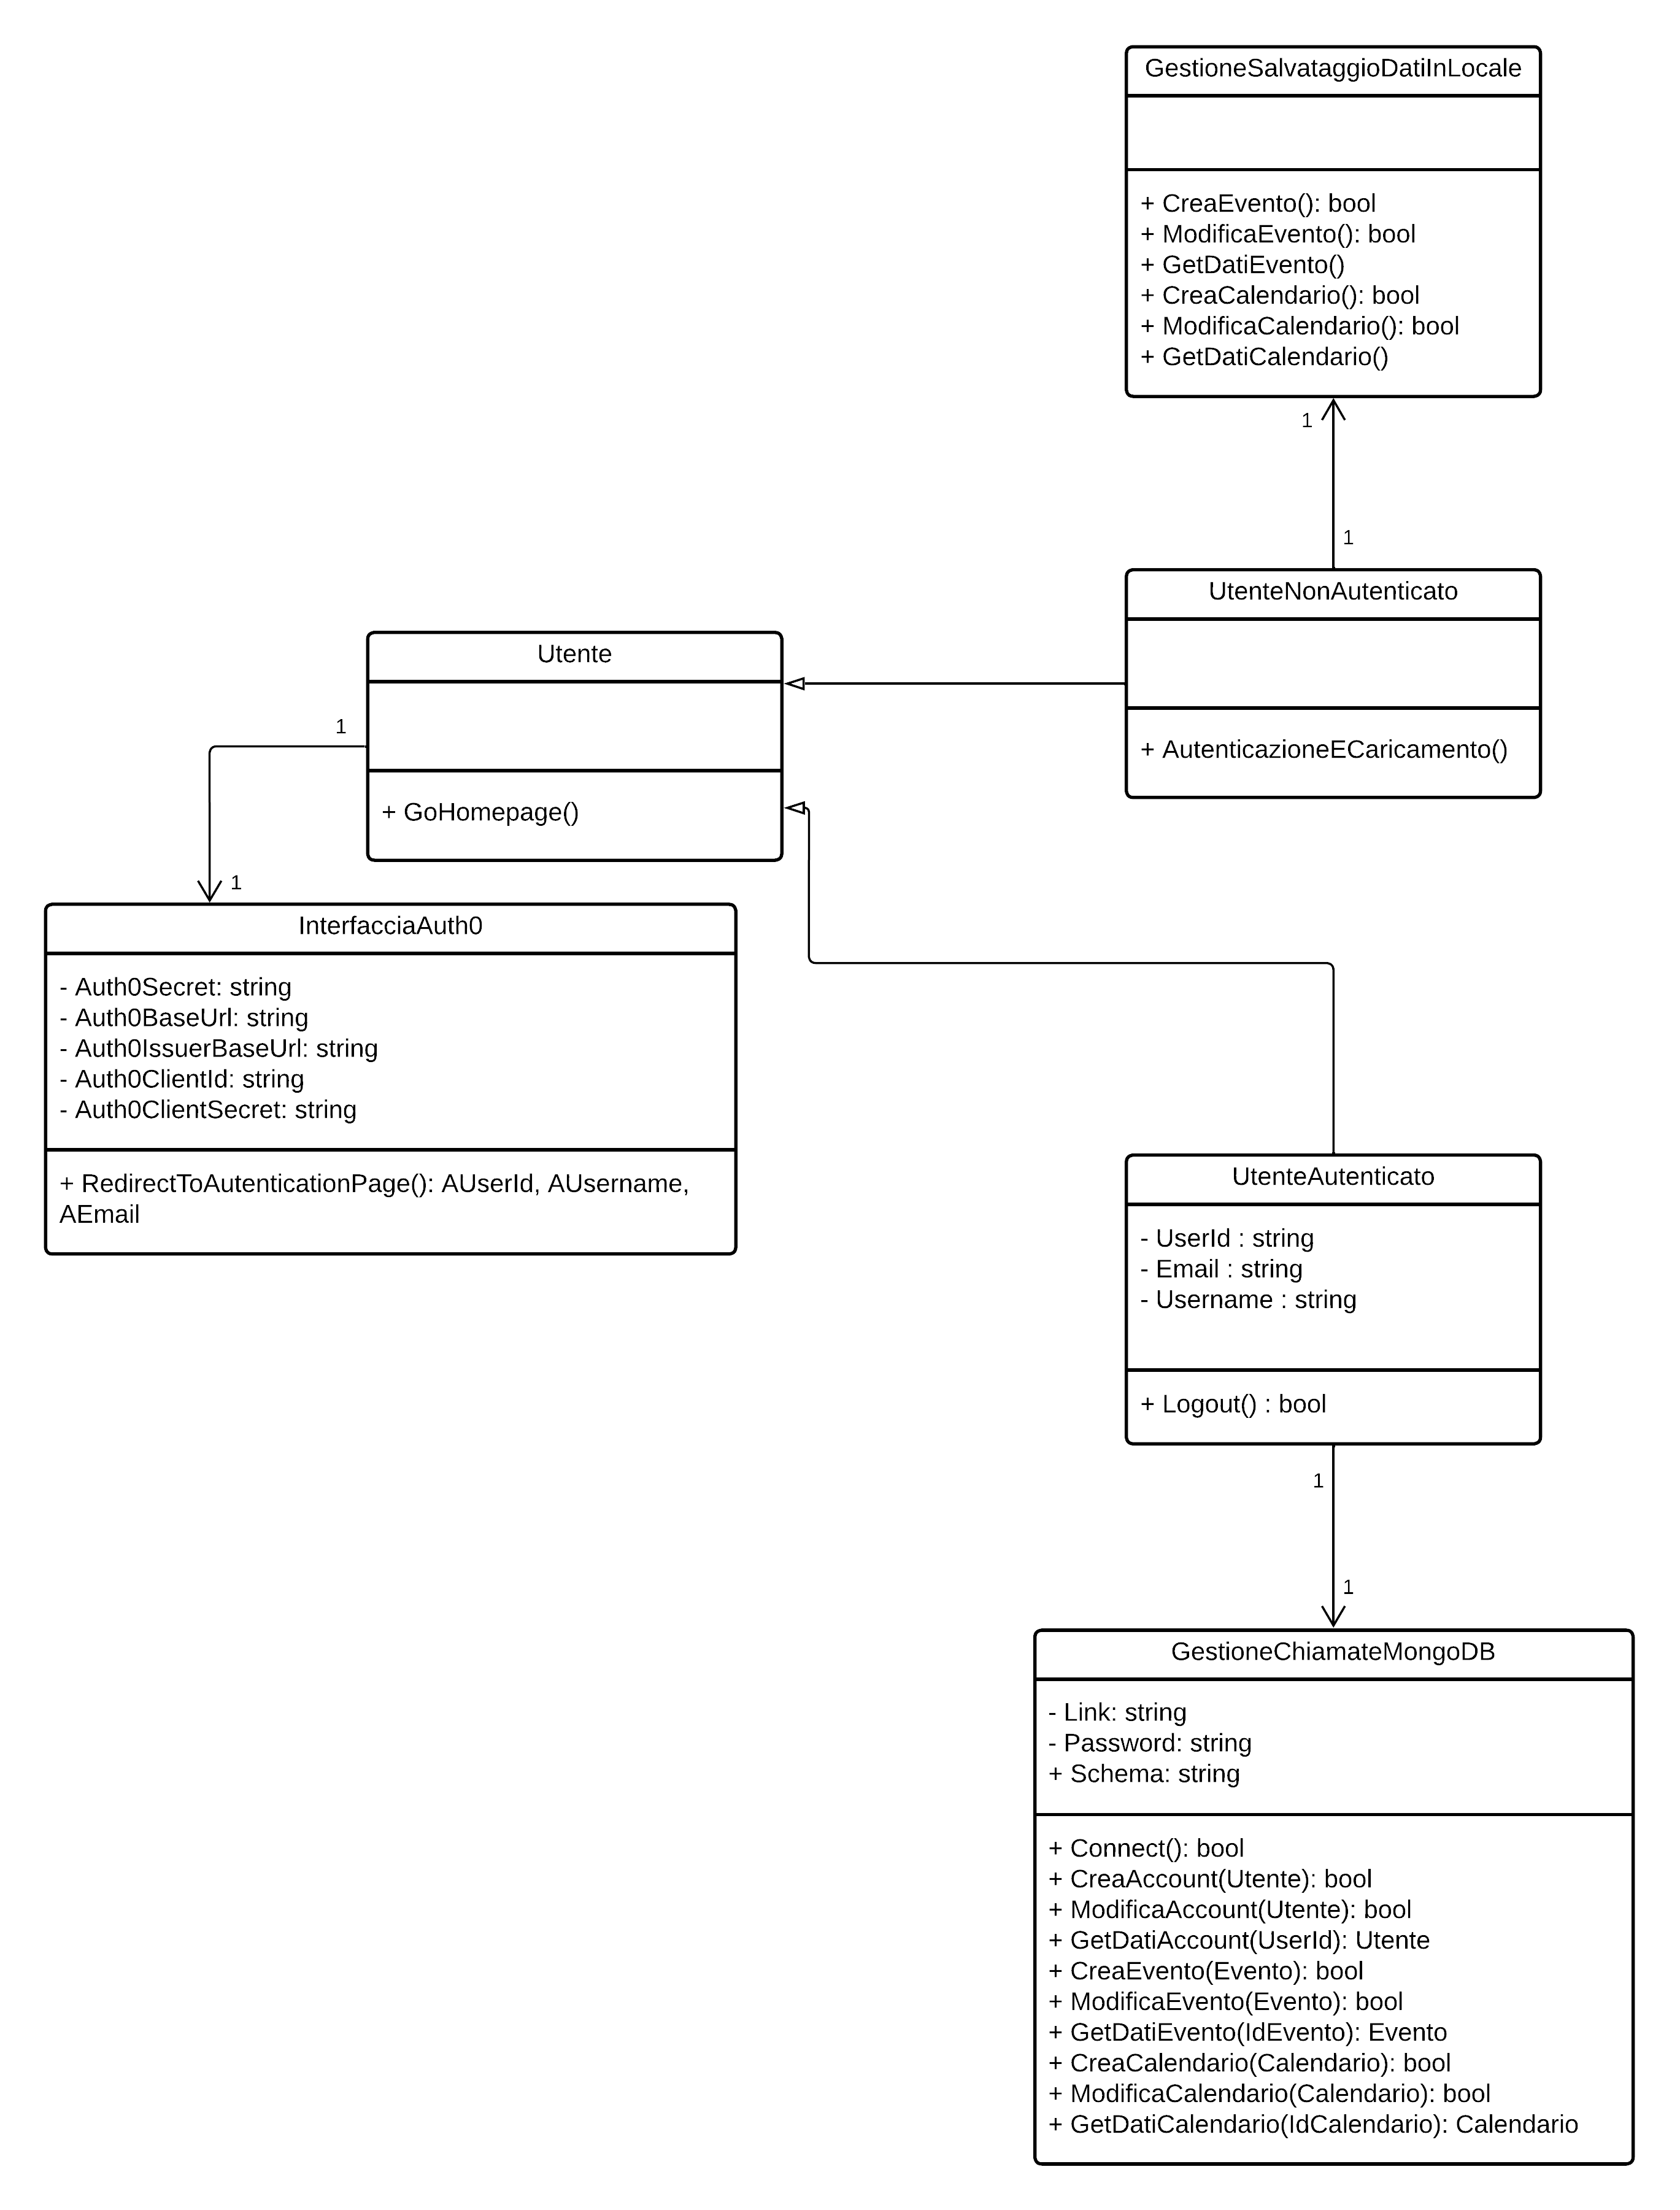 GestioneSalvataggioDatiInLocale
+ CreaEvento(): bool
+ ModificaEvento(): bool
+ GetDatiEvento()
+ CreaCalendario(): bool
+ ModificaCalendario(): bool
+ GetDatiCalendario()
1
1
UtenteNonAutenticato
+ AutenticazioneECaricamento()
Utente
+ GoHomepage()
1
1
InterfacciaAuth0
- Auth0Secret: string
- Auth0BaseUrl: string
- Auth0IssuerBaseUrl: string
- Auth0ClientId: string
- Auth0ClientSecret: string
+ RedirectToAutenticationPage(): AUserId, AUsername,
AEmail
UtenteAutenticato
- UserId : string
- Email : string
- Username : string
+ Logout() : bool
1
1
GestioneChiamateMongoDB
- Link: string
- Password: string
+ Schema: string
+ Connect(): bool
+ CreaAccount(Utente): bool
+ ModificaAccount(Utente): bool
+ GetDatiAccount(UserId): Utente
+ CreaEvento(Evento): bool
+ ModificaEvento(Evento): bool
+ GetDatiEvento(IdEvento): Evento
+ CreaCalendario(Calendario): bool
+ ModificaCalendario(Calendario): bool
+ GetDatiCalendario(IdCalendario): Calendario